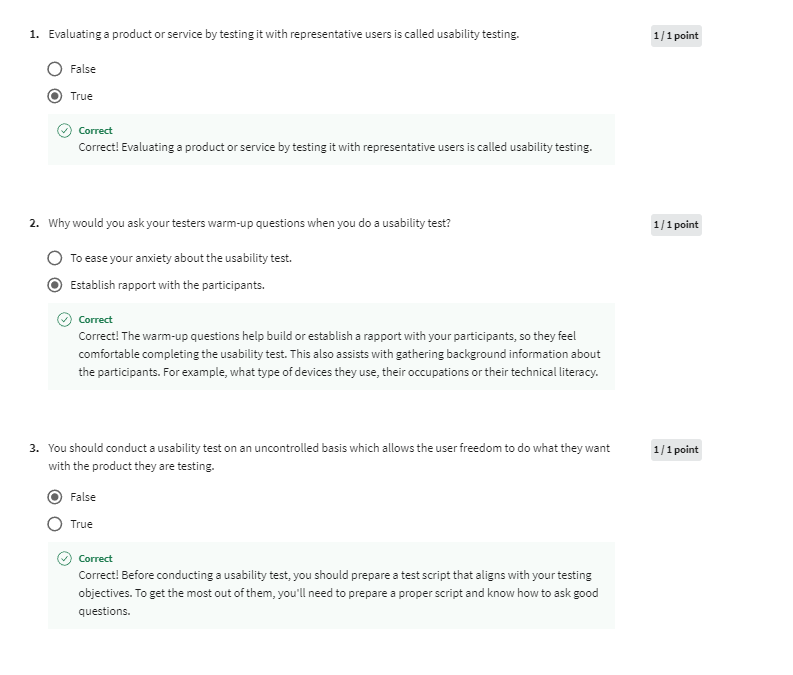 1. Evaluating a product or service by testing it with representative users is called usability testing.
1 / 1 point
False
True
Correct
Correct! Evaluating a product or service by testing it with representative users is called usability testing.
2. Why would you ask your testers warm-up questions when you do a usability test?
1 / 1 point
To ease your anxiety about the usability test.
Establish rapport with the participants.
Correct
Correct! The warm-up questions help build or establish a rapport with your participants, so they feel
comfortable completing the usability test. This also assists with gathering background information about
the participants. For example, what type of devices they use, their occupations or their technical literacy.
3. You should conduct a usability test on an uncontrolled basis which allows the user freedom to do what they want
with the product they are testing.
1 / 1 point
False
True
Correct
Correct! Before conducting a usability test, you should prepare a test script that aligns with your testing
objectives. To get the most out of them, you'll need to prepare a proper script and know how to ask good
questions.